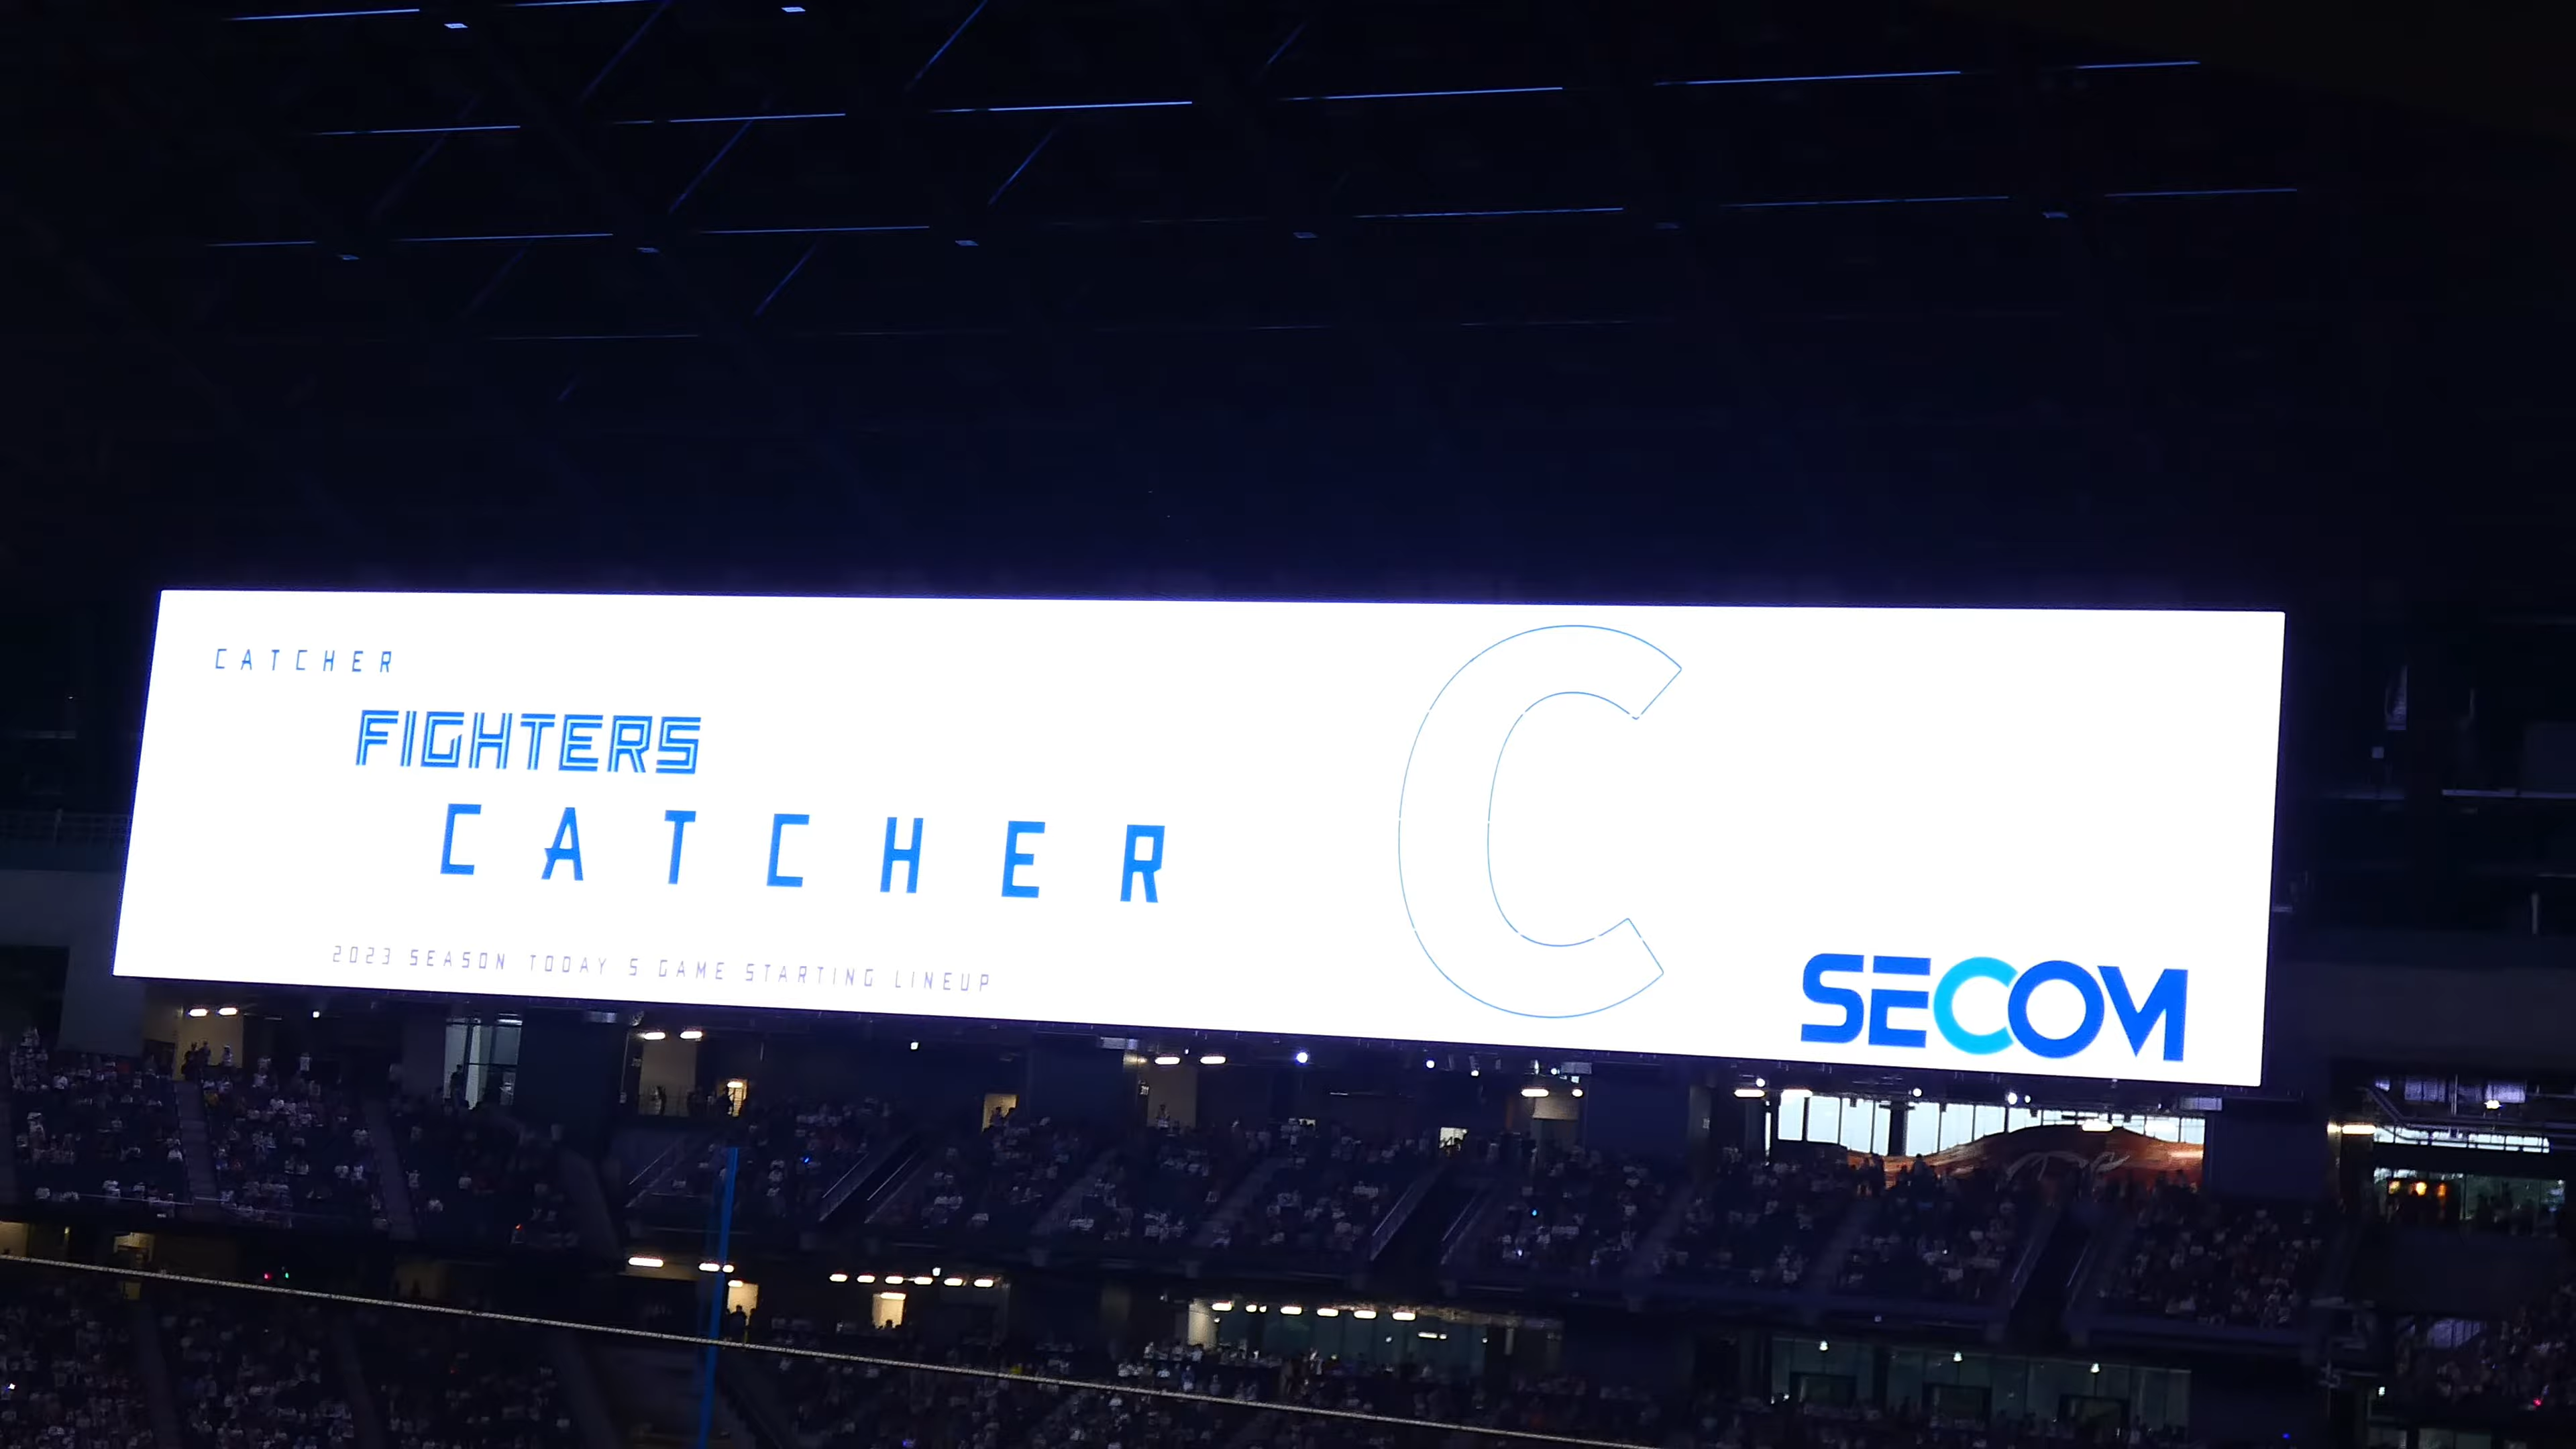 CATCHER
FIGHTERS
CATCHER
2023 SEASON TODAY S GAME STARTING LINEUP
C
SECOM